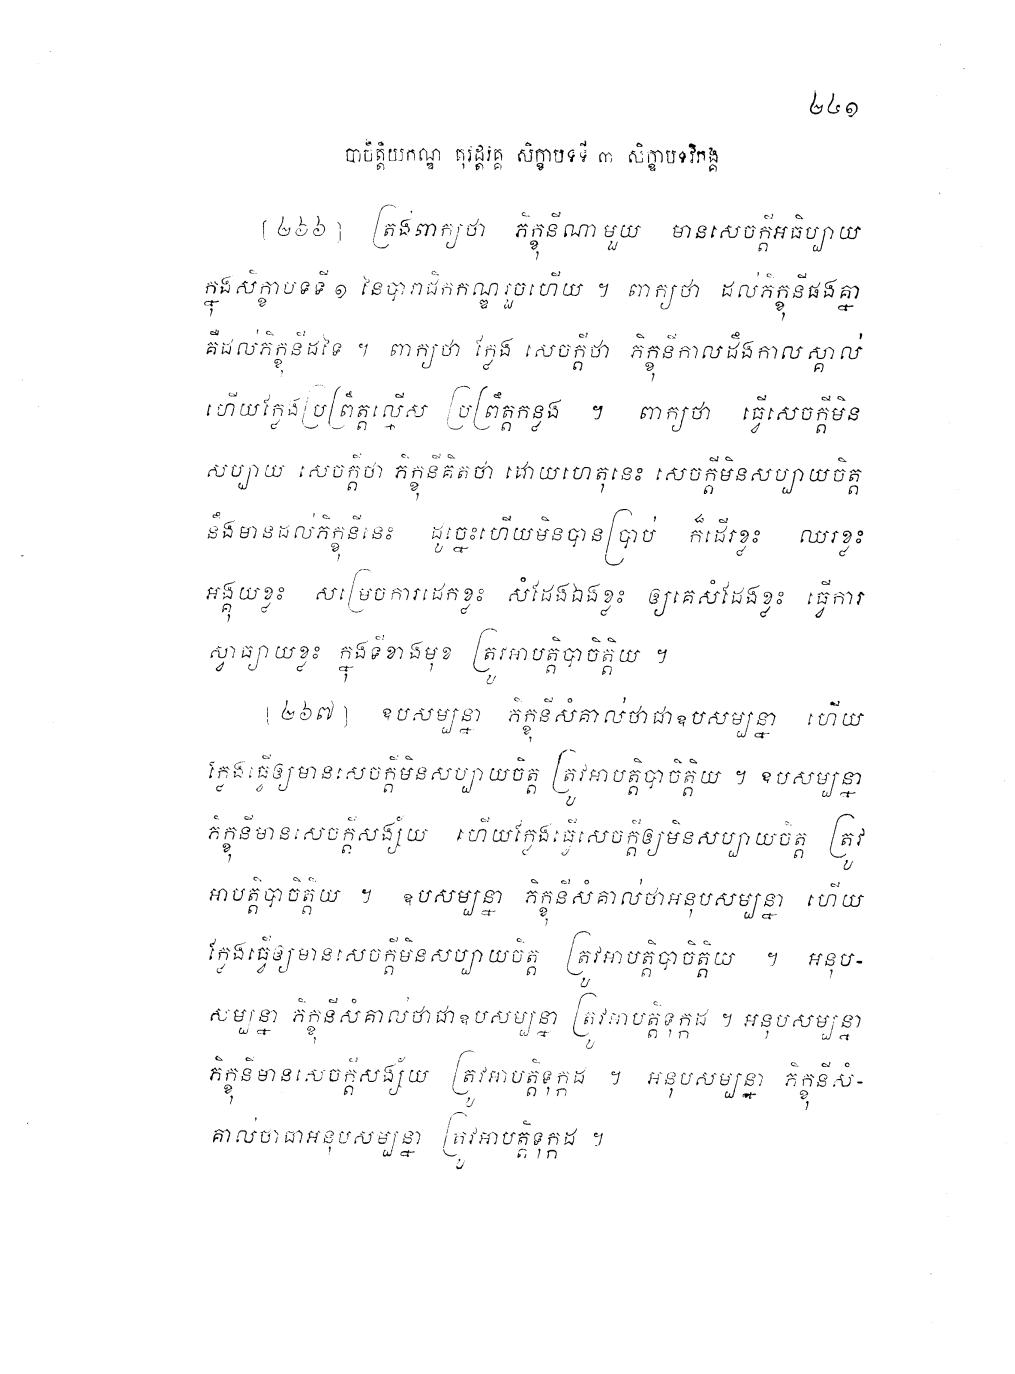 ២៤១
បាចិត្តិយកណ្ឌ តុវដ្តវគ្គ សិក្ខាបទទី ៣ សិក្ខាបទវិភង្គ
[២៦៦] ត្រង់ពាក្យថា ភិក្ខុនីណាមួយ មានសេចក្តីអធិប្បាយ
ក្នុងសិក្ខាបទទី ១ នៃបារាជិកកណ្ឌរួចហើយ ។ ពាក្យថា ដល់ភិក្ខុនីផងគ្នា
គឺដល់ភិក្ខុនីដទៃ ។ ពាក្យថា ក្លែង សេចក្តីថា ភិក្ខុនីកាលដឹងកាលស្គាល់
ហើយក្លែងប្រព្រឹត្តល្មើស ប្រព្រឹត្តកន្លង ។ ពាក្យថា ធ្វើសេចក្តីមិន
សប្បាយ សេចក្តីថា ភិក្ខុនីគិតថា ដោយហេតុនេះ សេចក្តីមិនសប្បាយចិត្ត
នឹងមានដល់ភិក្ខុនីនេះ ដូច្នេះហើយមិនបានប្រាប់ ក៏ដើរខ្លះ ឈរខ្លះ
អង្គុយខ្លះ សម្រេចការដេកខ្លះ សំដែងឯងខ្លះ ឲ្យគេសំដែងខ្លះ ធ្វើការ
ស្វាធ្យាយខ្លះ ក្នុងទីខាងមុខ ត្រូវអាបត្តិបាចិត្តិយ ។
[២៦៧] ឧបសម្បន្នា ភិក្ខុនីសំគាល់ថាជាឧបសម្បន្នា ហើយ
ក្លែងធ្វើឲ្យមានសេចក្តីមិនសប្បាយចិត្ត ត្រូវអាបត្តិបាចិត្តិយ ។ ឧបសម្បន្នា
ភិក្ខុនីមានសេចក្តីសង្ស័យ ហើយក្លែងធ្វើសេចក្តីឲ្យមិនសប្បាយចិត្ត ត្រូវ
អាបត្តិបាចិត្តិយ ។ ឧបសម្បន្នា ភិក្ខុនីសំគាល់ថាអនុបសម្បន្នា ហើយ
ក្លែងធ្វើឲ្យមានសេចក្តីមិនសប្បាយចិត្ត ត្រូវអាបត្តិបាចិត្តិយ ។ អនុប-
សម្បន្នា ភិក្ខុនីសំគាល់ថាជាឧបសម្បន្នា ត្រូវអាបត្តិទុក្កដ ។ អនុបសម្បន្នា
ភិក្ខុនីមានសេចក្តីសង្ស័យ ត្រូវអាបត្តិទុក្កដ ។ អនុបសម្បន្នា ភិក្ខុនីសំ-
គាល់ថាជាអនុបសម្បន្នា ត្រូវអាបត្តិទុក្កដ ។